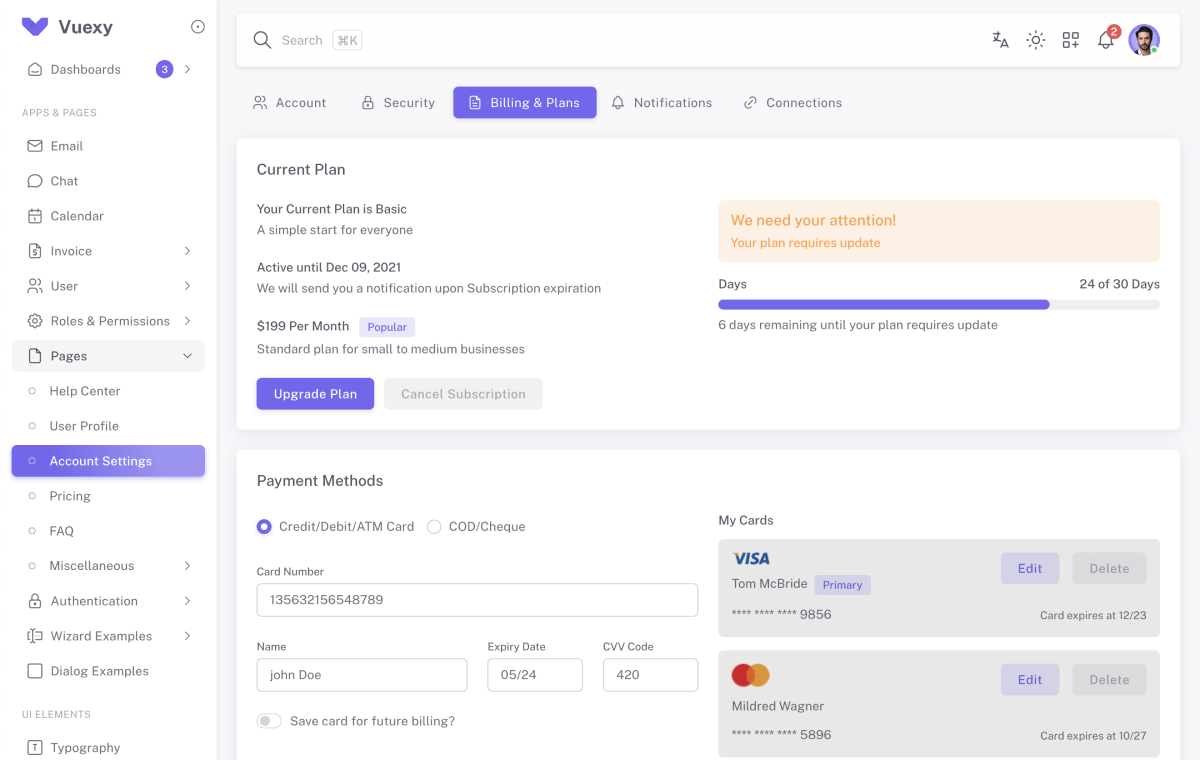 Vuexy
Dashboards 3
APPS & PAGES
Email
Chat
Calendar
Invoice
User
Roles & Permissions
Pages
Help Center
User Profile
Account Settings
Pricing
FAQ
Miscellaneous
Authentication
Wizard Examples
Dialog Examples
UI ELEMENTS
Typography
Search ⌘K
2
Account Security Billing & Plans Notifications Connections
Current Plan
Your Current Plan is Basic
A simple start for everyone
Active until Dec 09, 2021
We will send you a notification upon Subscription expiration
$199 Per Month Popular
Standard plan for small to medium businesses
Upgrade Plan Cancel Subscription
We need your attention!
Your plan requires update
Days 24 of 30 Days
6 days remaining until your plan requires update
Payment Methods
Credit/Debit/ATM Card COD/Cheque
Card Number
135632156548789
Name Expiry Date CVV Code
john Doe 05/24 420
Save card for future billing?
My Cards
VISA
Tom McBride Primary
Edit Delete
**** **** **** 9856
Card expires at 12/23
Edit Delete
Mildred Wagner
**** **** **** 5896
Card expires at 10/27